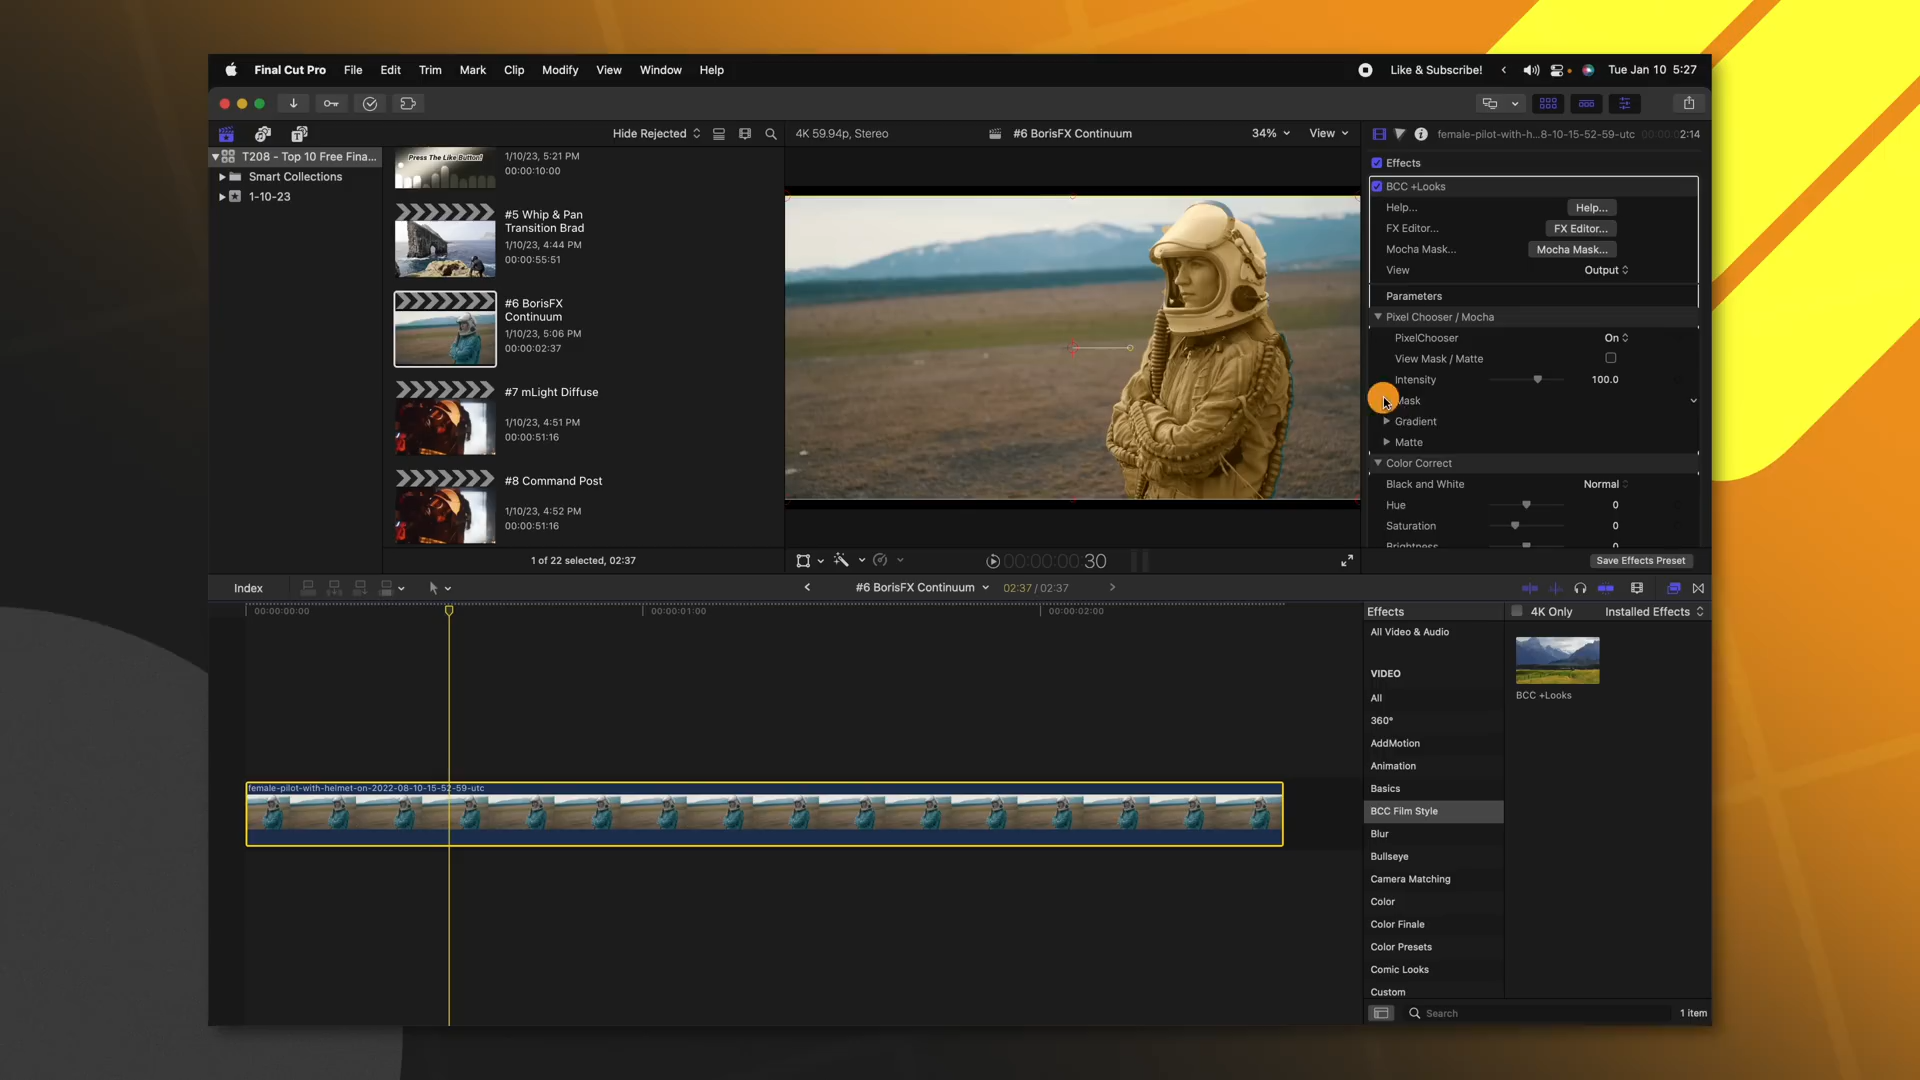 Final Cut Pro File Edit Trim Mark Clip Modify View Window Help
Like & Subscribe! Tue Jan 10 5:27
Hide Rejected
4K 59.94p, Stereo
#6 BorisFX Continuum
34% View
female-pilot-with-h...8-10-15-52-59-utc 00:00:02:14
T208 - Top 10 Free Fina...
Smart Collections
1-10-23
Press The Like Button!
1/10/23, 5:21 PM
00:00:10:00
#5 Whip & Pan
Transition Brad
1/10/23, 4:44 PM
00:00:55:51
#6 BorisFX
Continuum
1/10/23, 5:06 PM
00:00:02:37
#7 mLight Diffuse
1/10/23, 4:51 PM
00:00:51:16
#8 Command Post
1/10/23, 4:52 PM
00:00:51:16
1 of 22 selected, 02:37
00:00:00:30
Effects
BCC +Looks
Help... Help...
FX Editor... FX Editor...
Mocha Mask... Mocha Mask...
View Output
Parameters
Pixel Chooser / Mocha
PixelChooser On
View Mask / Matte
Intensity 100.0
Mask
Gradient
Matte
Color Correct
Black and White Normal
Hue 0
Saturation 0
Brightness 0
Save Effects Preset
Index
#6 BorisFX Continuum 02:37 / 02:37
00:00:00:00 00:00:01:00 00:00:02:00
female-pilot-with-helmet-on-2022-08-10-15-52-59-utc
Effects
4K Only Installed Effects
All Video & Audio
VIDEO
All
360°
AddMotion
Animation
Basics
BCC Film Style
Blur
Bullseye
Camera Matching
Color
Color Finale
Color Presets
Comic Looks
Custom
BCC +Looks
Search
1 item